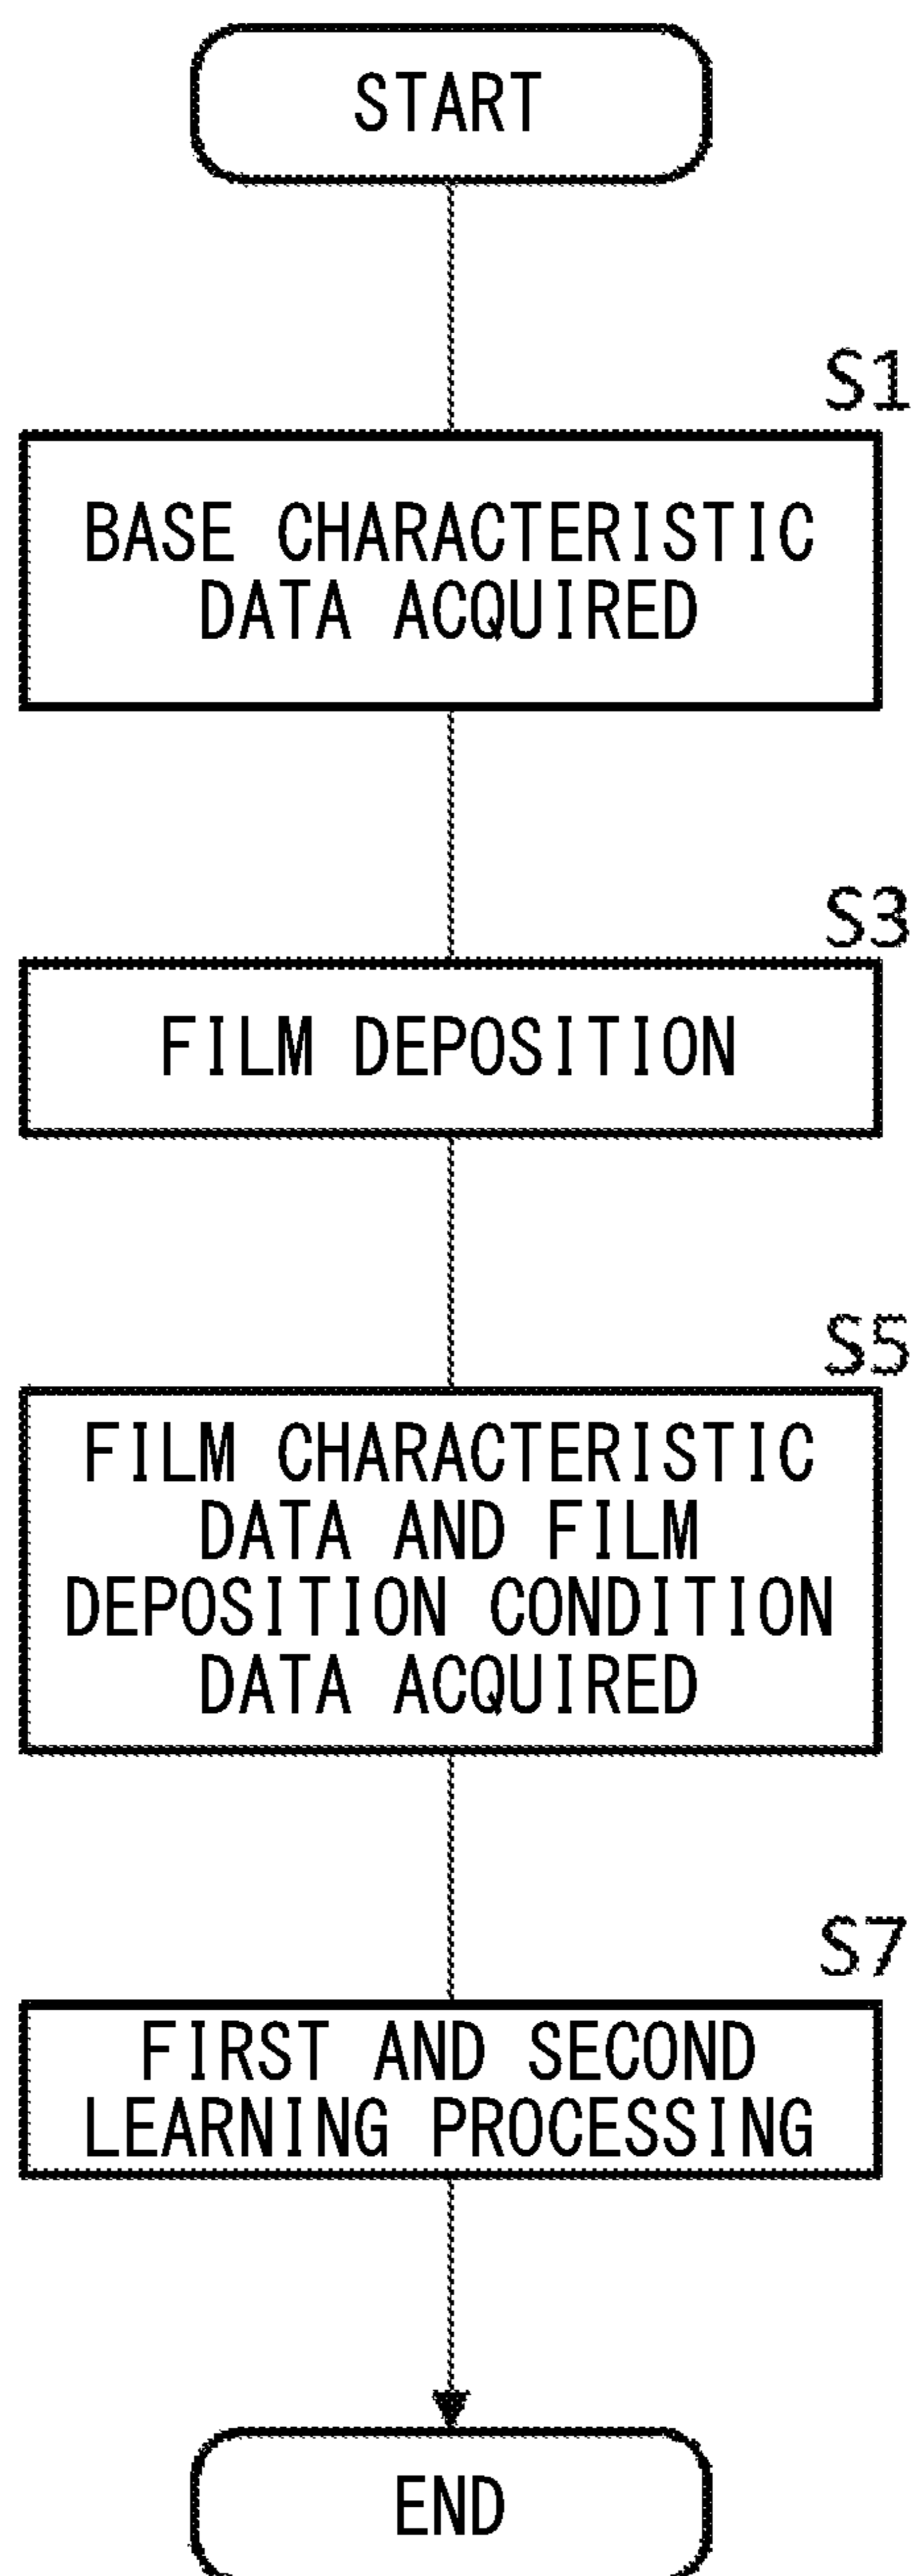 START
S1
BASE CHARACTERISTIC
DATA ACQUIRED
S3
FILM DEPOSITION
S5
FILM CHARACTERISTIC
DATA AND FILM
DEPOSITION CONDITION
DATA ACQUIRED
S7
FIRST AND SECOND
LEARNING PROCESSING
END